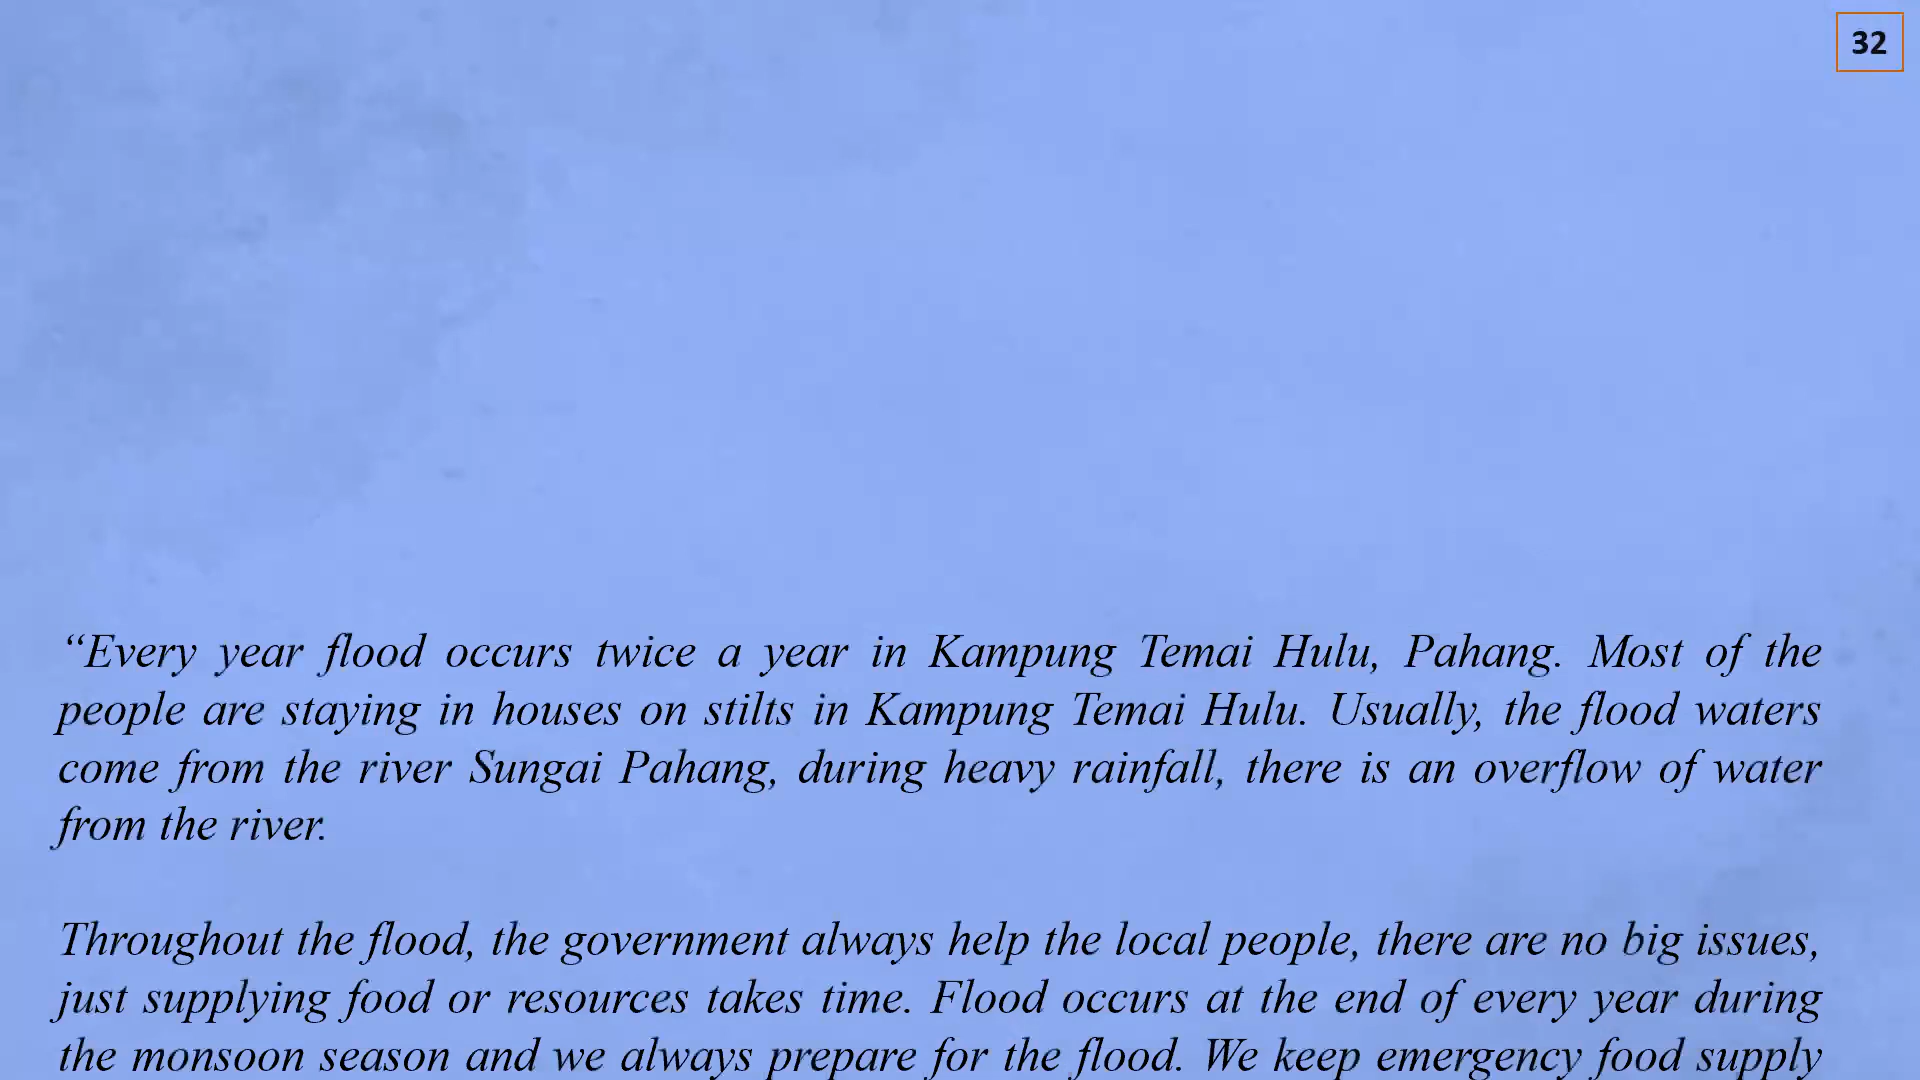 32
“Every year flood occurs twice a year in Kampung Temai Hulu, Pahang. Most of the
people are staying in houses on stilts in Kampung Temai Hulu. Usually, the flood waters
come from the river Sungai Pahang, during heavy rainfall, there is an overflow of water
from the river.
Throughout the flood, the government always help the local people, there are no big issues,
just supplying food or resources takes time. Flood occurs at the end of every year during
the monsoon season and we always prepare for the flood. We keep emergency food supply